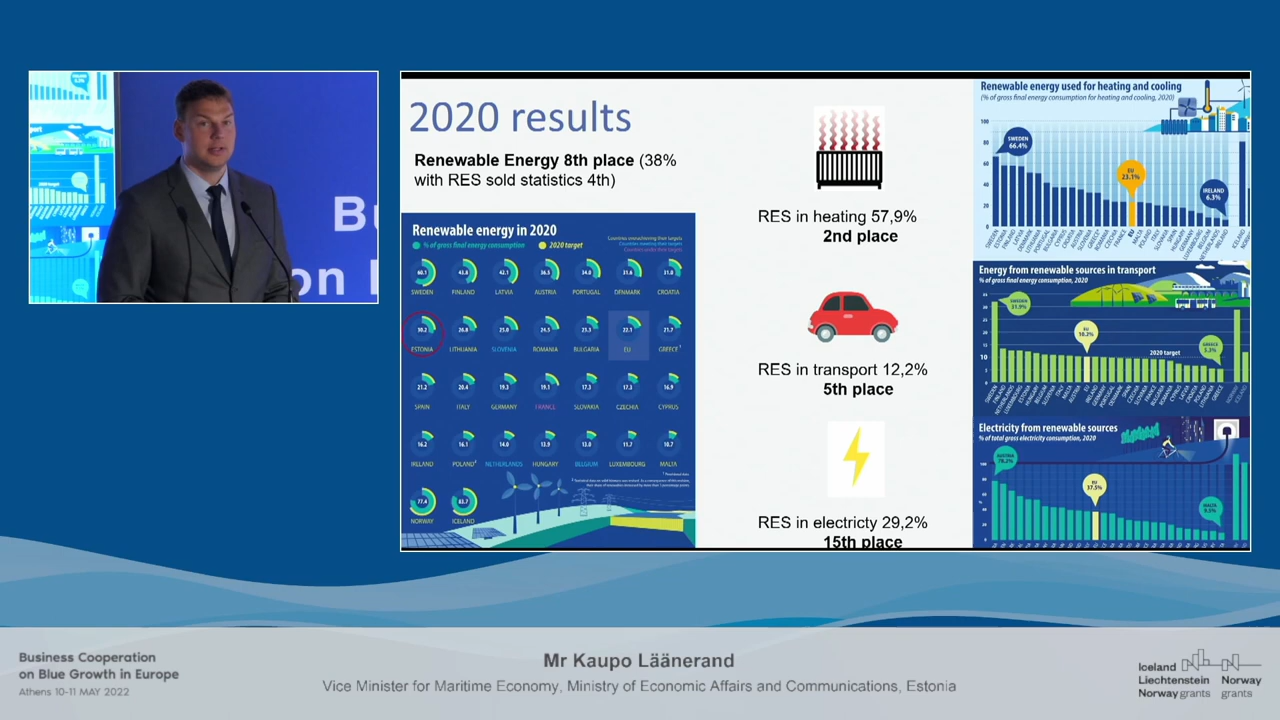 Bu
on
2020 results
Renewable Energy 8th place (38%
with RES sold statistics 4th)
Renewable energy in 2020
% of gross final energy consumption
2020 target
60.1 43.8 42.1 36.5 34.0 31.6 31.0
SWEDEN FINLAND LATVIA AUSTRIA PORTUGAL DENMARK CROATIA
30.2 26.8 25.0 24.5 23.3 22.1 21.7
ESTONIA LITHUANIA SLOVENIA ROMANIA BULGARIA EU GREECE
21.2 20.4 19.3 19.1 17.3 17.3 16.9
SPAIN ITALY GERMANY FRANCE SLOVAKIA CZECHIA CYPRUS
16.2 16.1 14.0 13.9 13.0 11.7 10.7
IRELAND POLAND NETHERLANDS HUNGARY BELGIUM LUXEMBOURG MALTA
77.4 83.7
NORWAY ICELAND
RES in heating 57,9%
2nd place
RES in transport 12,2%
5th place
RES in electricty 29,2%
15th place
Renewable energy used for heating and cooling
(% of gross final energy consumption for heating and cooling, 2020)
SWEDEN
66.4%
EU
23.1%
IRELAND
6.3%
Energy from renewable sources in transport
% of gross final energy consumption, 2020
SWEDEN
31.9%
EU
10.2%
GREECE
5.3%
2020 target
Electricity from renewable sources
% of total gross electricity consumption, 2020
AUSTRIA
78.2%
EU
37.5%
MALTA
9.5%
Business Cooperation
on Blue Growth in Europe
Athens 10-11 MAY 2022
Mr Kaupo Läänerand
Vice Minister for Maritime Economy, Ministry of Economic Affairs and Communications, Estonia
Iceland
Liechtenstein Norway
Norway grants grants